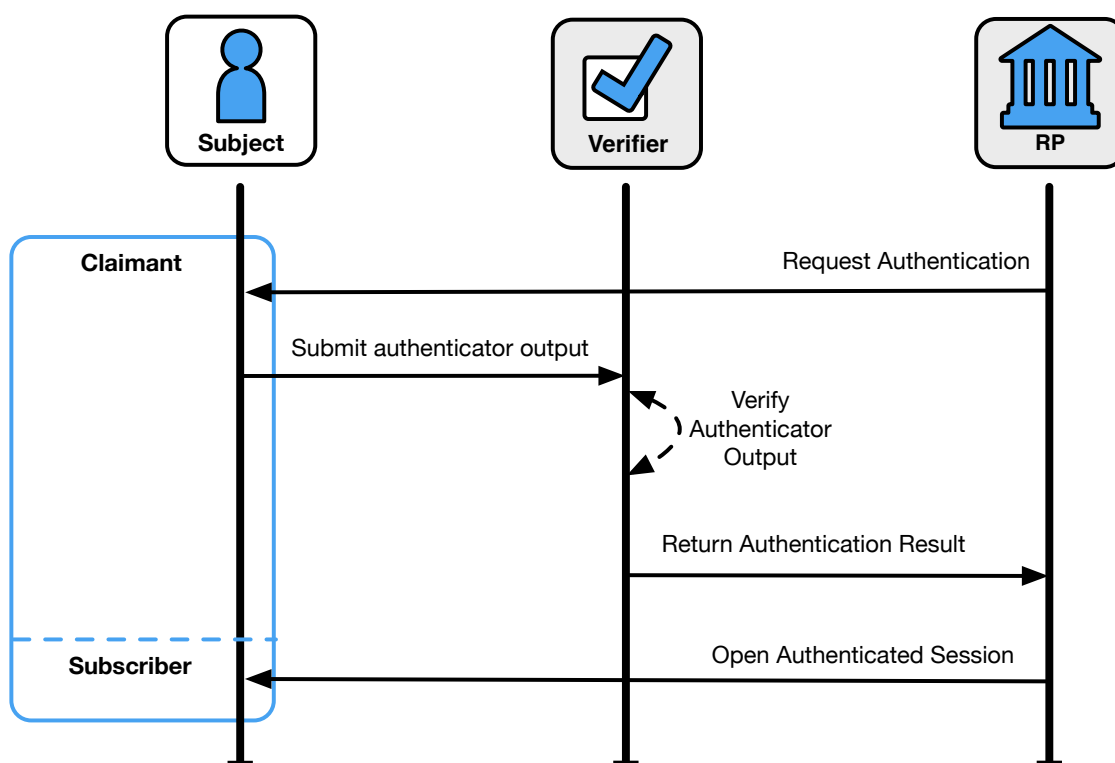 Subject
Verifier
RP
Claimant
Request Authentication
Submit authenticator output
Verify
Authenticator
Output
Return Authentication Result
Subscriber
Open Authenticated Session